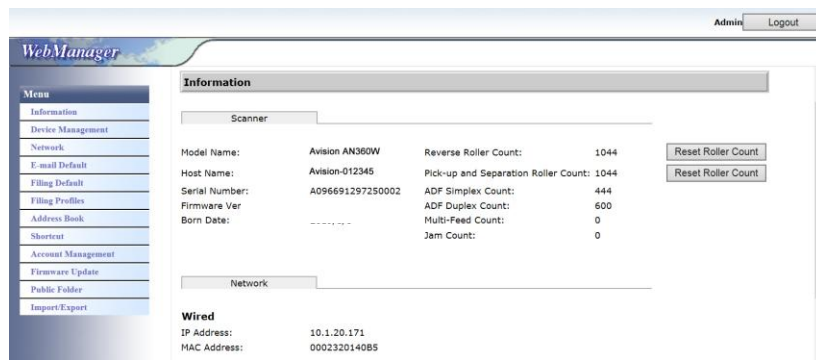 Admin Logout
WebManager
Menu
Information
Device Management
Network
E-mail Default
Filing Default
Filing Profiles
Address Book
Shortcut
Account Management
Firmware Update
Public Folder
Import/Export
Information
Scanner
Model Name: Avision AN360W Reverse Roller Count: 1044 Reset Roller Count
Host Name: Avision-012345 Pick-up and Separation Roller Count: 1044 Reset Roller Count
Serial Number: A096691297250002 ADF Simplex Count: 444
Firmware Ver ADF Duplex Count: 600
Born Date: Multi-Feed Count: 0
Jam Count: 0
Network
Wired
IP Address: 10.1.20.171
MAC Address: 0002320140B5